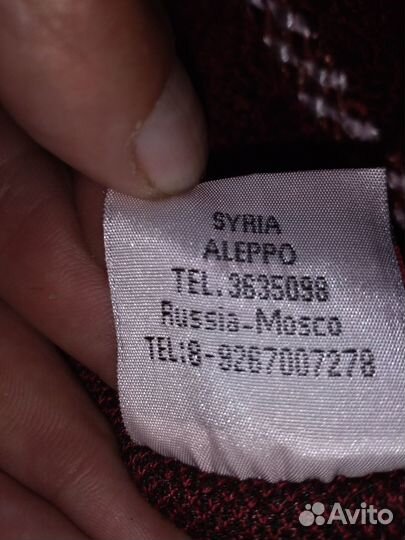 SYRIA
ALEPPO
TEL.3635098
Russia-Mosco
TEL:8-9267007278
Avito